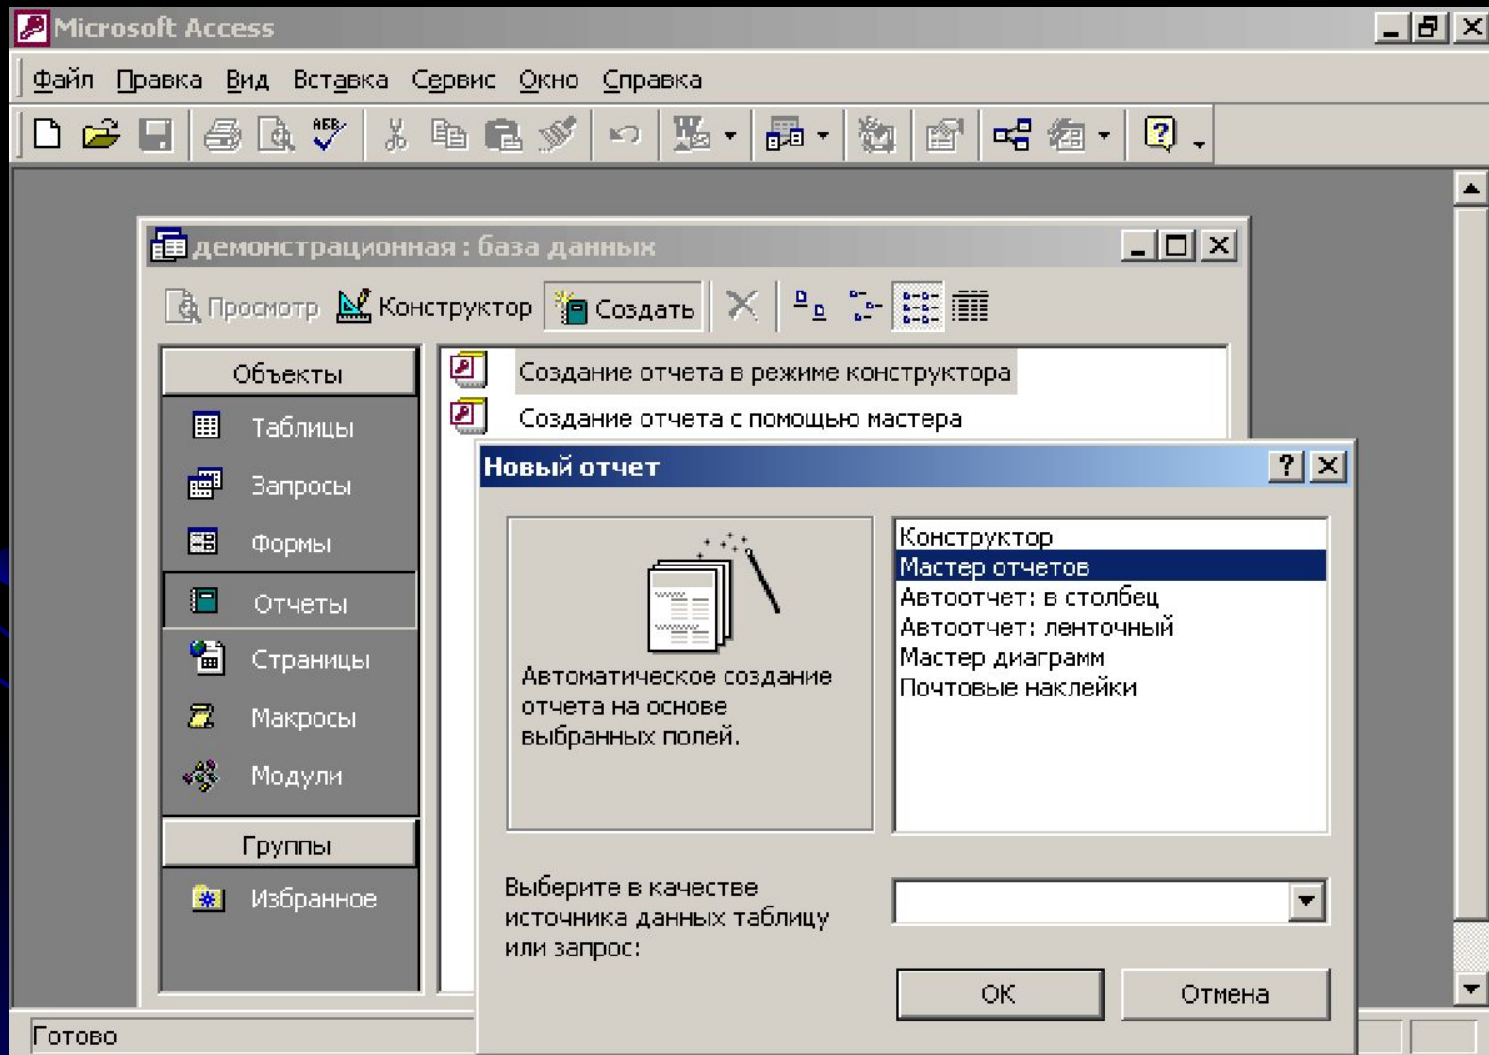 Microsoft Access
Файл Правка Вид Вставка Сервис Окно Справка
демонстрационная : база данных
Просмотр Конструктор Создать
Объекты
Таблицы
Запросы
Формы
Отчеты
Страницы
Макросы
Модули
Группы
Избранное
Создание отчета в режиме конструктора
Создание отчета с помощью мастера
Новый отчет
Автоматическое создание
отчета на основе
выбранных полей.
Конструктор
Мастер отчетов
Автоотчет: в столбец
Автоотчет: ленточный
Мастер диаграмм
Почтовые наклейки
Выберите в качестве
источника данных таблицу
или запрос:
OK Отмена
Готово